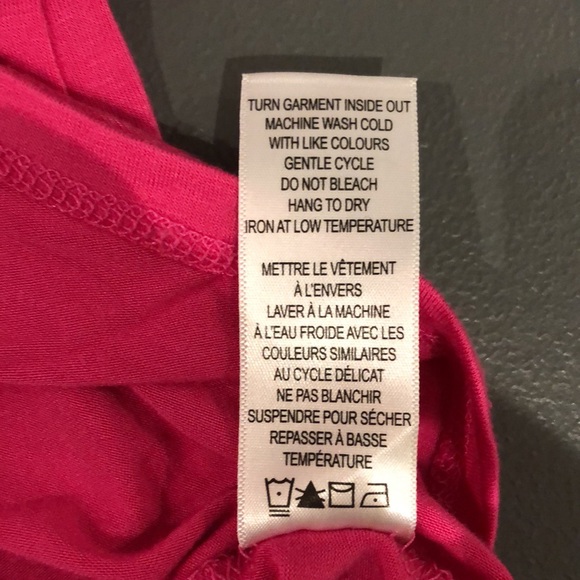 TURN GARMENT INSIDE OUT
MACHINE WASH COLD
WITH LIKE COLOURS
GENTLE CYCLE
DO NOT BLEACH
HANG TO DRY
IRON AT LOW TEMPERATURE
METTRE LE VÊTEMENT
À L'ENVERS
LAVER À LA MACHINE
À L'EAU FROIDE AVEC LES
COULEURS SIMILAIRES
AU CYCLE DÉLICAT
NE PAS BLANCHIR
SUSPENDRE POUR SÉCHER
REPASSER À BASSE
TEMPÉRATURE